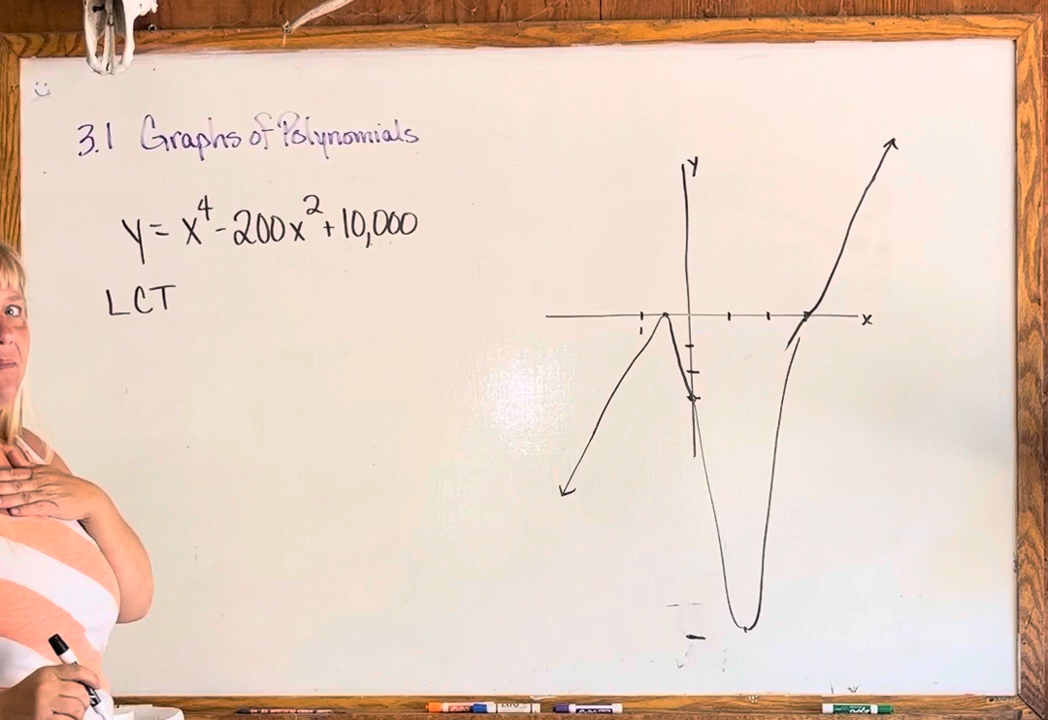 3.1 Graphs of Polynomials
y = x⁴ - 200x² + 10,000
LCT
y
x